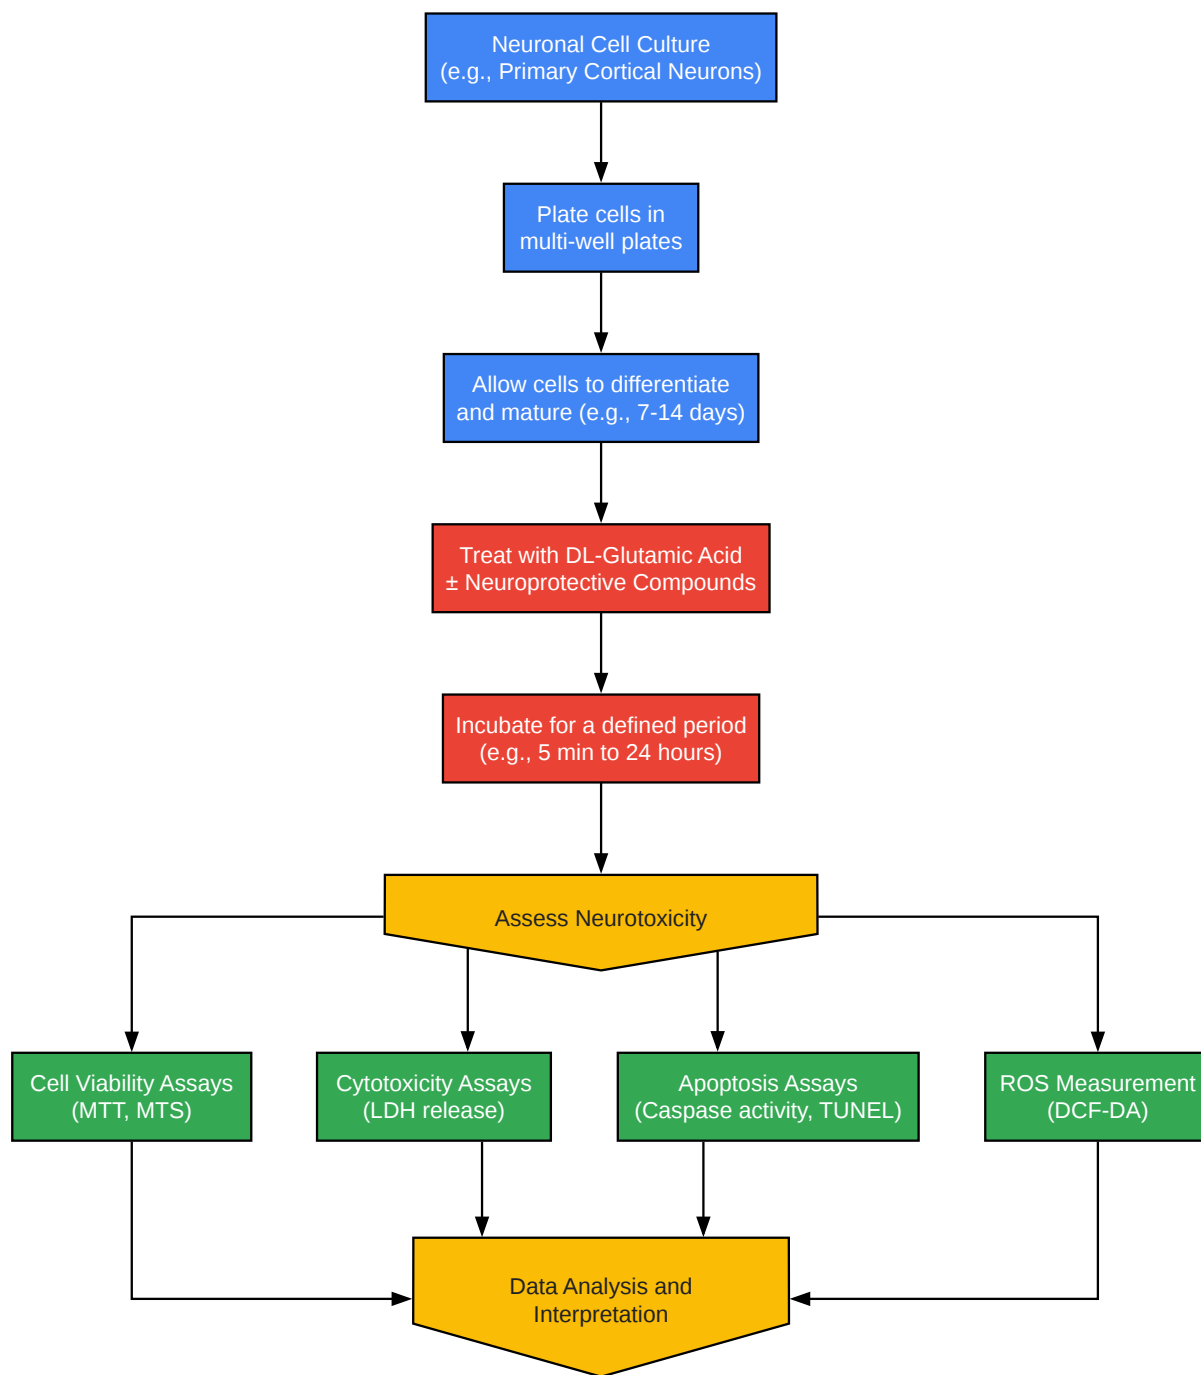 Neuronal Cell Culture
(e.g., Primary Cortical Neurons)
Plate cells in
multi-well plates
Allow cells to differentiate
and mature (e.g., 7-14 days)
Treat with DL-Glutamic Acid
± Neuroprotective Compounds
Incubate for a defined period
(e.g., 5 min to 24 hours)
Assess Neurotoxicity
Cell Viability Assays
(MTT, MTS)
Cytotoxicity Assays
(LDH release)
Apoptosis Assays
(Caspase activity, TUNEL)
ROS Measurement
(DCF-DA)
Data Analysis and
Interpretation